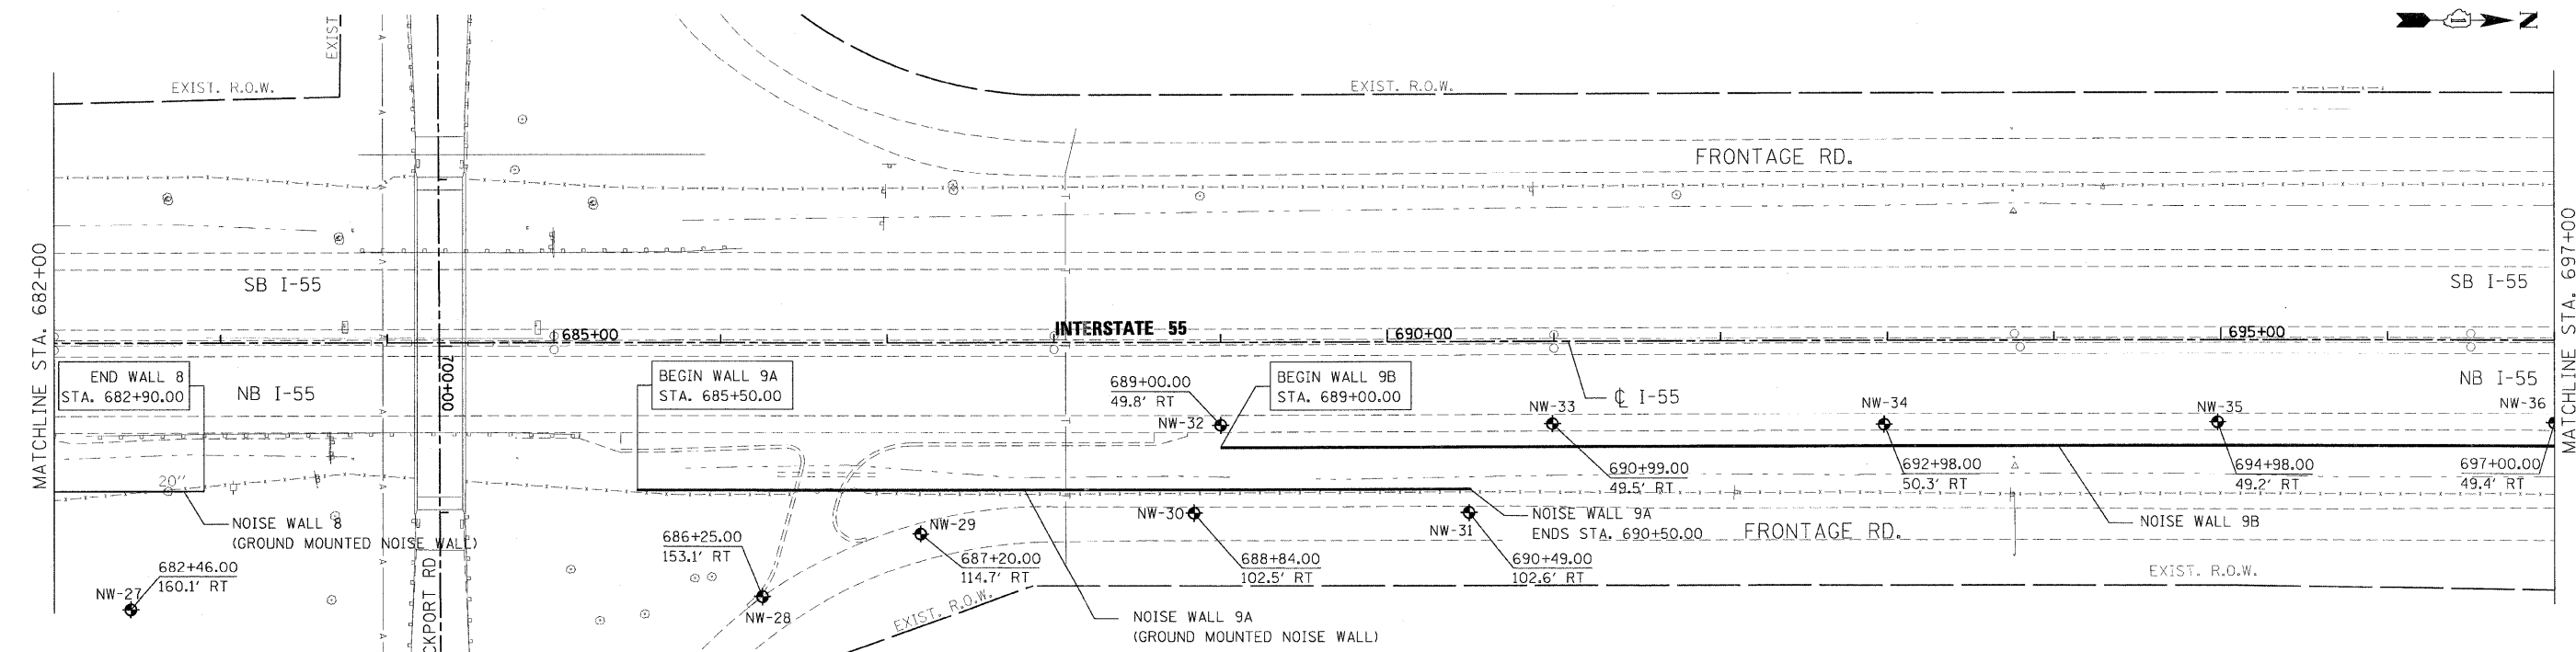 N
EXIST
EXIST. R.O.W.
EXIST. R.O.W.
FRONTAGE RD.
MATCHLINE STA. 682+00
MATCHLINE STA. 697+00
SB I-55
SB I-55
685+00
INTERSTATE 55
690+00
695+00
700+00
END WALL 8
STA. 682+90.00
NB I-55
BEGIN WALL 9A
STA. 685+50.00
689+00.00
49.8' RT
NW-32
BEGIN WALL 9B
STA. 689+00.00
℄ I-55
NB I-55
NW-33
NW-34
NW-35
NW-36
690+99.00
49.5' RT
692+98.00
50.3' RT
694+98.00
49.2' RT
697+00.00
49.4' RT
20"
NOISE WALL 8
(GROUND MOUNTED NOISE WALL)
NW-27
682+46.00
160.1' RT
CKPORT RD
686+25.00
153.1' RT
NW-28
NW-29
687+20.00
114.7' RT
NW-30
688+84.00
102.5' RT
NW-31
690+49.00
102.6' RT
NOISE WALL 9A
ENDS STA. 690+50.00
FRONTAGE RD.
NOISE WALL 9B
EXIST. R.O.W.
EXIST. R.O.W.
NOISE WALL 9A
(GROUND MOUNTED NOISE WALL)